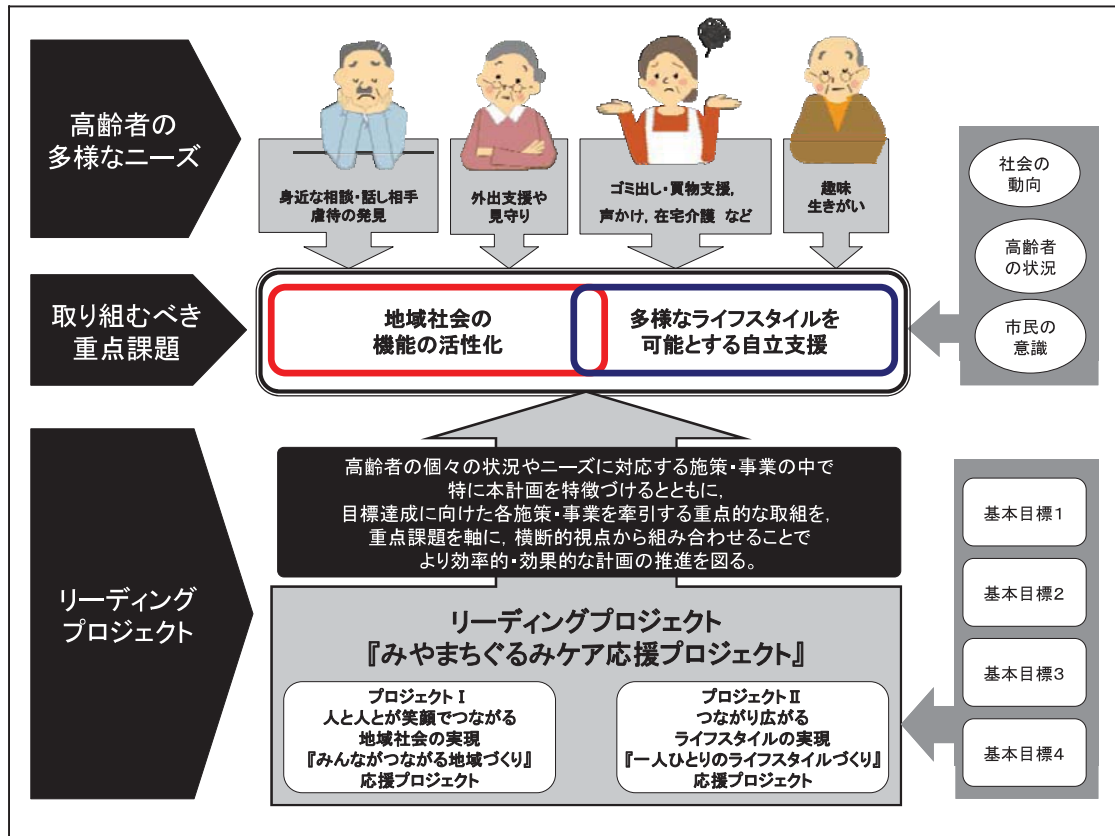 高齢者の
多様なニーズ
身近な相談・話し相手
虐待の発見
外出支援や
見守り
ゴミ出し・買物支援,
声かけ, 在宅介護 など
趣味
生きがい
社会の
動向
高齢者
の状況
市民の
意識
取り組むべき
重点課題
地域社会の
機能の活性化
多様なライフスタイルを
可能とする自立支援
リーディング
プロジェクト
高齢者の個々の状況やニーズに対応する施策・事業の中で
特に本計画を特徴づけるとともに,
目標達成に向けた各施策・事業を牽引する重点的な取組を,
重点課題を軸に, 横断的視点から組み合わせることで
より効率的・効果的な計画の推進を図る。
リーディングプロジェクト
『みやまちぐるみケア応援プロジェクト』
プロジェクトⅠ
人と人とが笑顔でつながる
地域社会の実現
『みんながつながる地域づくり』
応援プロジェクト
プロジェクトⅡ
つながり広がる
ライフスタイルの実現
『一人ひとりのライフスタイルづくり』
応援プロジェクト
基本目標1
基本目標2
基本目標3
基本目標4